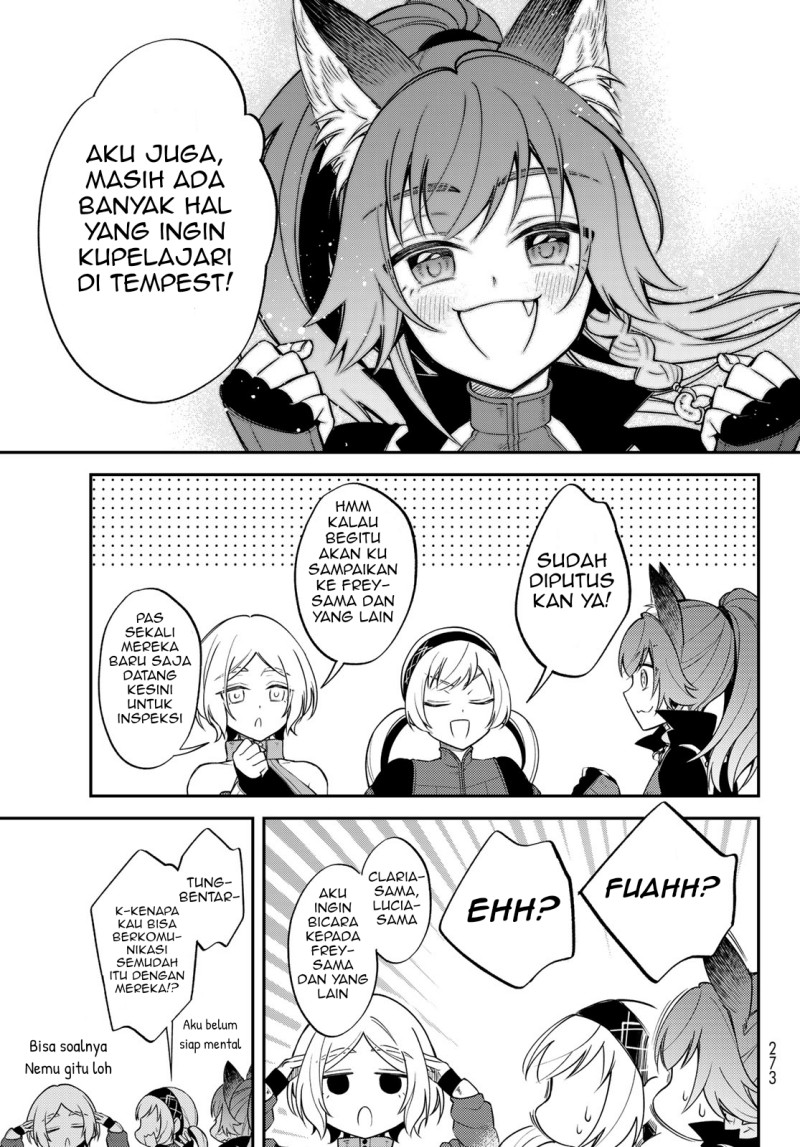 AKU JUGA,
MASIH ADA
BANYAK HAL
YANG INGIN
KUPELAJARI
DI TEMPEST!
SUDAH
DIPUTUS
KAN YA!
HMM
KALAU
BEGITU
AKAN KU
SAMPAIKAN
KE FREY-
SAMA DAN
YANG LAIN
PAS
SEKALI
MEREKA
BARU SAJA
DATANG
KESINI
UNTUK
INSPEKSI
FUAHH?
EHH?
CLARIA-
SAMA,
LUCIA-
SAMA
AKU
INGIN
BICARA
KEPADA
FREY-
SAMA
DAN YANG
LAIN
TUNG-
BENTAR-
K-KENAPA
KAU BISA
BERKOMU-
NIKASI
SEMUDAH
ITU DENGAN
MEREKA!?
Aku belum
siap mental
Bisa soalnya
Nemu gitu loh
273